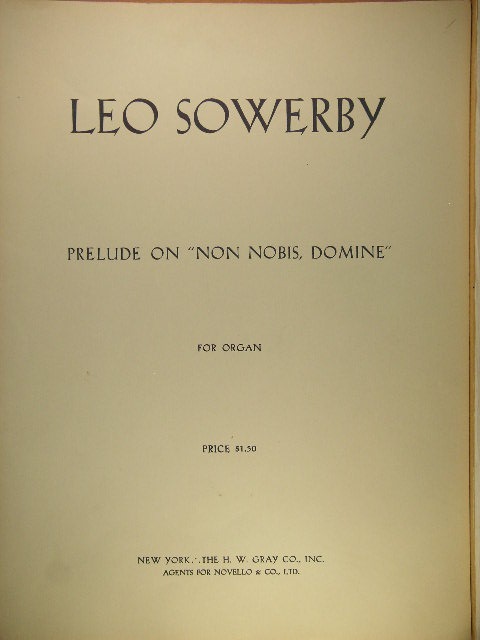 LEO SOWERBY
PRELUDE ON "NON NOBIS, DOMINE"
FOR ORGAN
PRICE $1.50
NEW YORK.∴THE H. W. GRAY CO., INC.
AGENTS FOR NOVELLO & CO., LTD.